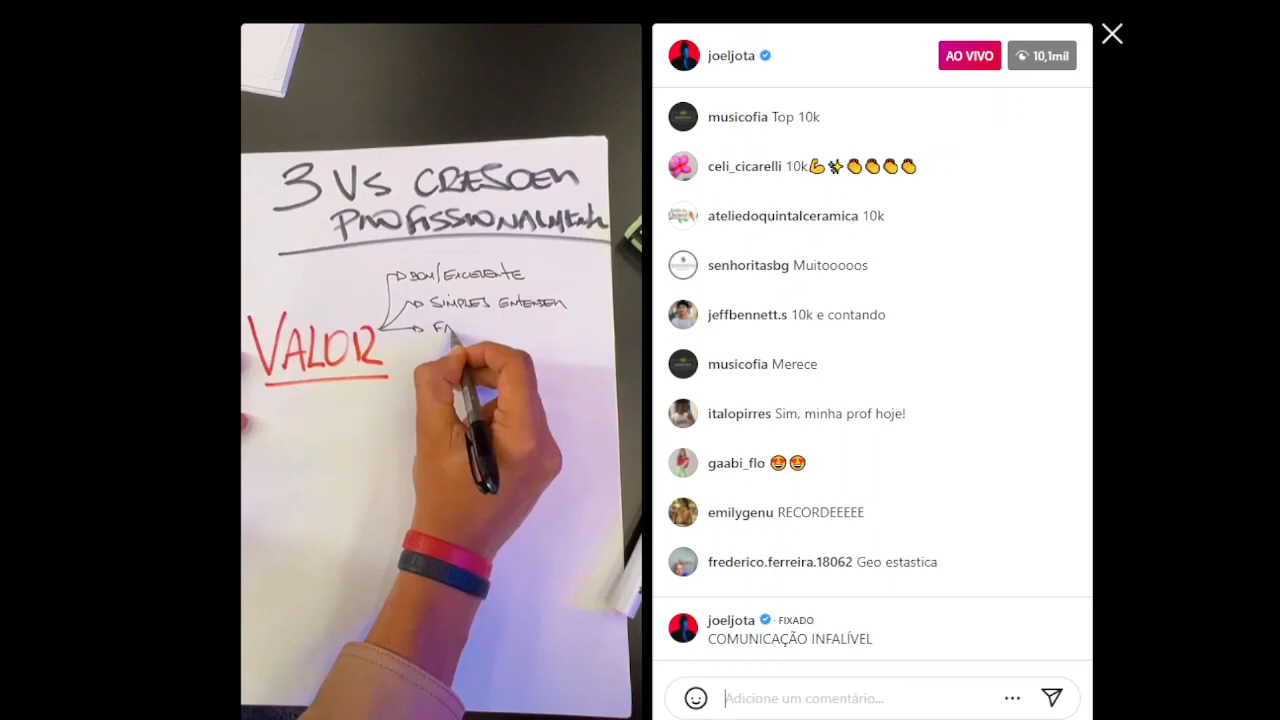 3 Vs CRESCER
PROFISSIONALMENTE
BOM/EXCELENTE
SIMPLES ENTENDER
FA
VALOR
joeljota
AO VIVO
10,1mil
musicofia Top 10k
celi_cicarelli 10k💪✨👏👏👏👏
ateliedoquintalceramica 10k
senhoritasbg Muitooooos
jeffbennett.s 10k e contando
musicofia Merece
italopirres Sim, minha prof hoje!
gaabi_flo 😍😍
emilygenu RECORDEEEEE
frederico.ferreira.18062 Geo estastica
joeljota · FIXADO
COMUNICAÇÃO INFALÍVEL
Adicione um comentário...